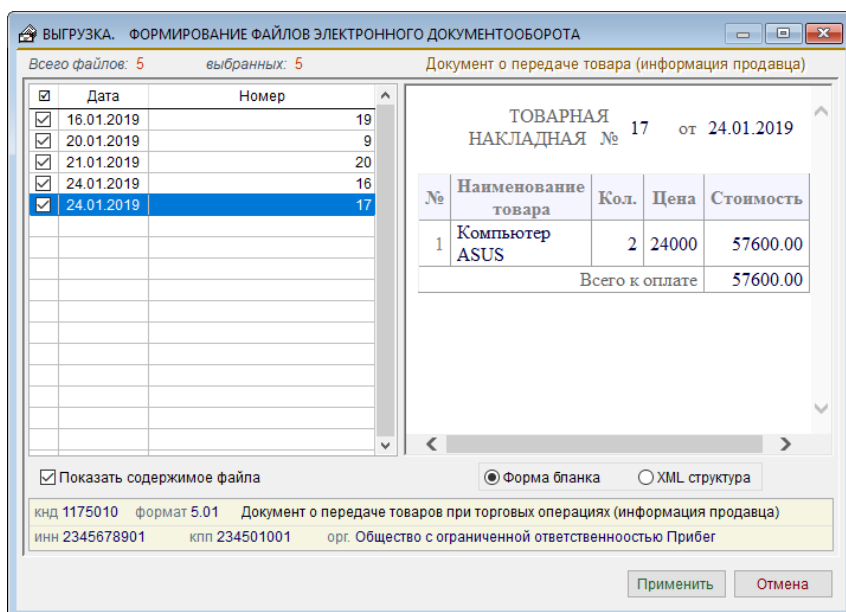 ВЫГРУЗКА. ФОРМИРОВАНИЕ ФАЙЛОВ ЭЛЕКТРОННОГО ДОКУМЕНТООБОРОТА
Всего файлов: 5 выбранных: 5 Документ о передаче товара (информация продавца)
Дата Номер
16.01.2019 19
20.01.2019 9
21.01.2019 20
24.01.2019 16
24.01.2019 17
ТОВАРНАЯ
НАКЛАДНАЯ № 17 от 24.01.2019
№ Наименование товара Кол. Цена Стоимость
1 Компьютер ASUS 2 24000 57600.00
Всего к оплате 57600.00
Показать содержимое файла Форма бланка XML структура
кнд 1175010 формат 5.01 Документ о передаче товаров при торговых операциях (информация продавца)
инн 2345678901 кпп 234501001 орг. Общество с ограниченной ответственноостью Прибег
Применить Отмена